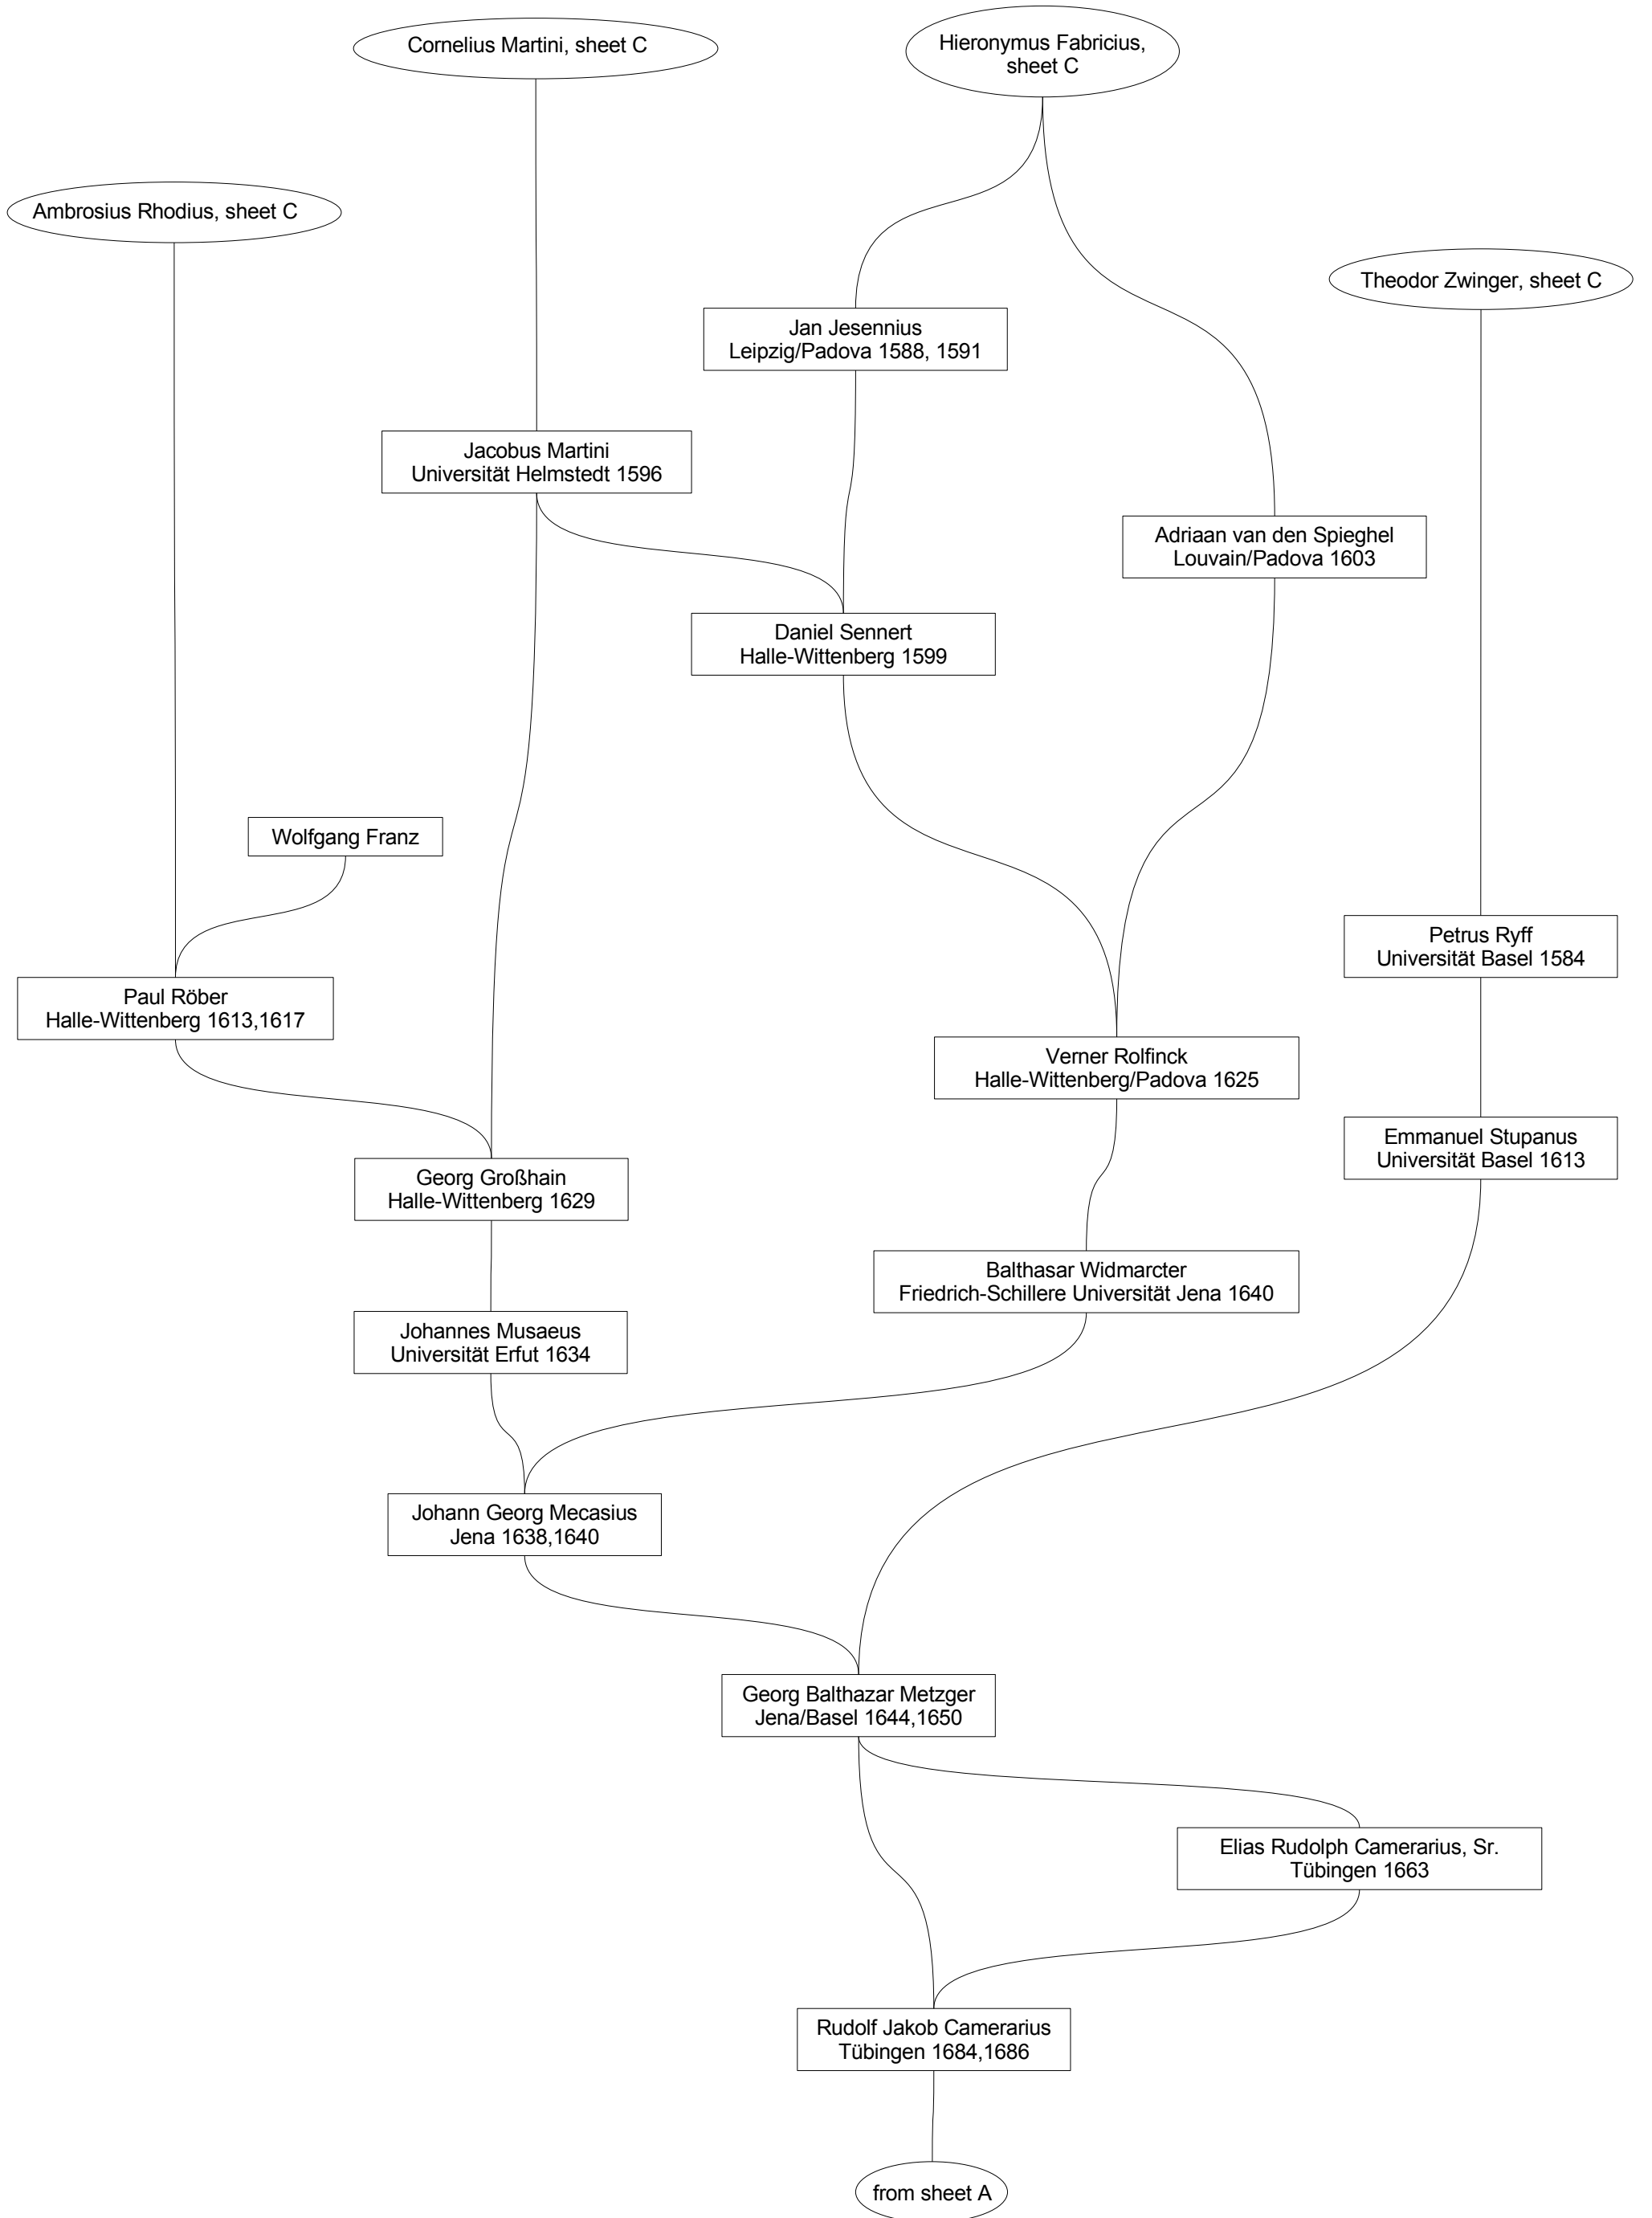 Cornelius Martini, sheet C
Hieronymus Fabricius,
sheet C
Ambrosius Rhodius, sheet C
Theodor Zwinger, sheet C
Jan Jesennius
Leipzig/Padova 1588, 1591
Jacobus Martini
Universität Helmstedt 1596
Adriaan van den Spieghel
Louvain/Padova 1603
Daniel Sennert
Halle-Wittenberg 1599
Wolfgang Franz
Petrus Ryff
Universität Basel 1584
Paul Röber
Halle-Wittenberg 1613,1617
Verner Rolfinck
Halle-Wittenberg/Padova 1625
Emmanuel Stupanus
Universität Basel 1613
Georg Großhain
Halle-Wittenberg 1629
Balthasar Widmarcter
Friedrich-Schillere Universität Jena 1640
Johannes Musaeus
Universität Erfut 1634
Johann Georg Mecasius
Jena 1638,1640
Georg Balthazar Metzger
Jena/Basel 1644,1650
Elias Rudolph Camerarius, Sr.
Tübingen 1663
Rudolf Jakob Camerarius
Tübingen 1684,1686
from sheet A